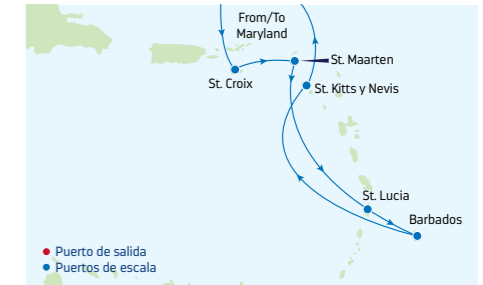 From/To
Maryland
St. Maarten
St. Croix
St. Kitts y Nevis
St. Lucia
Barbados
Puerto de salida
Puertos de escala